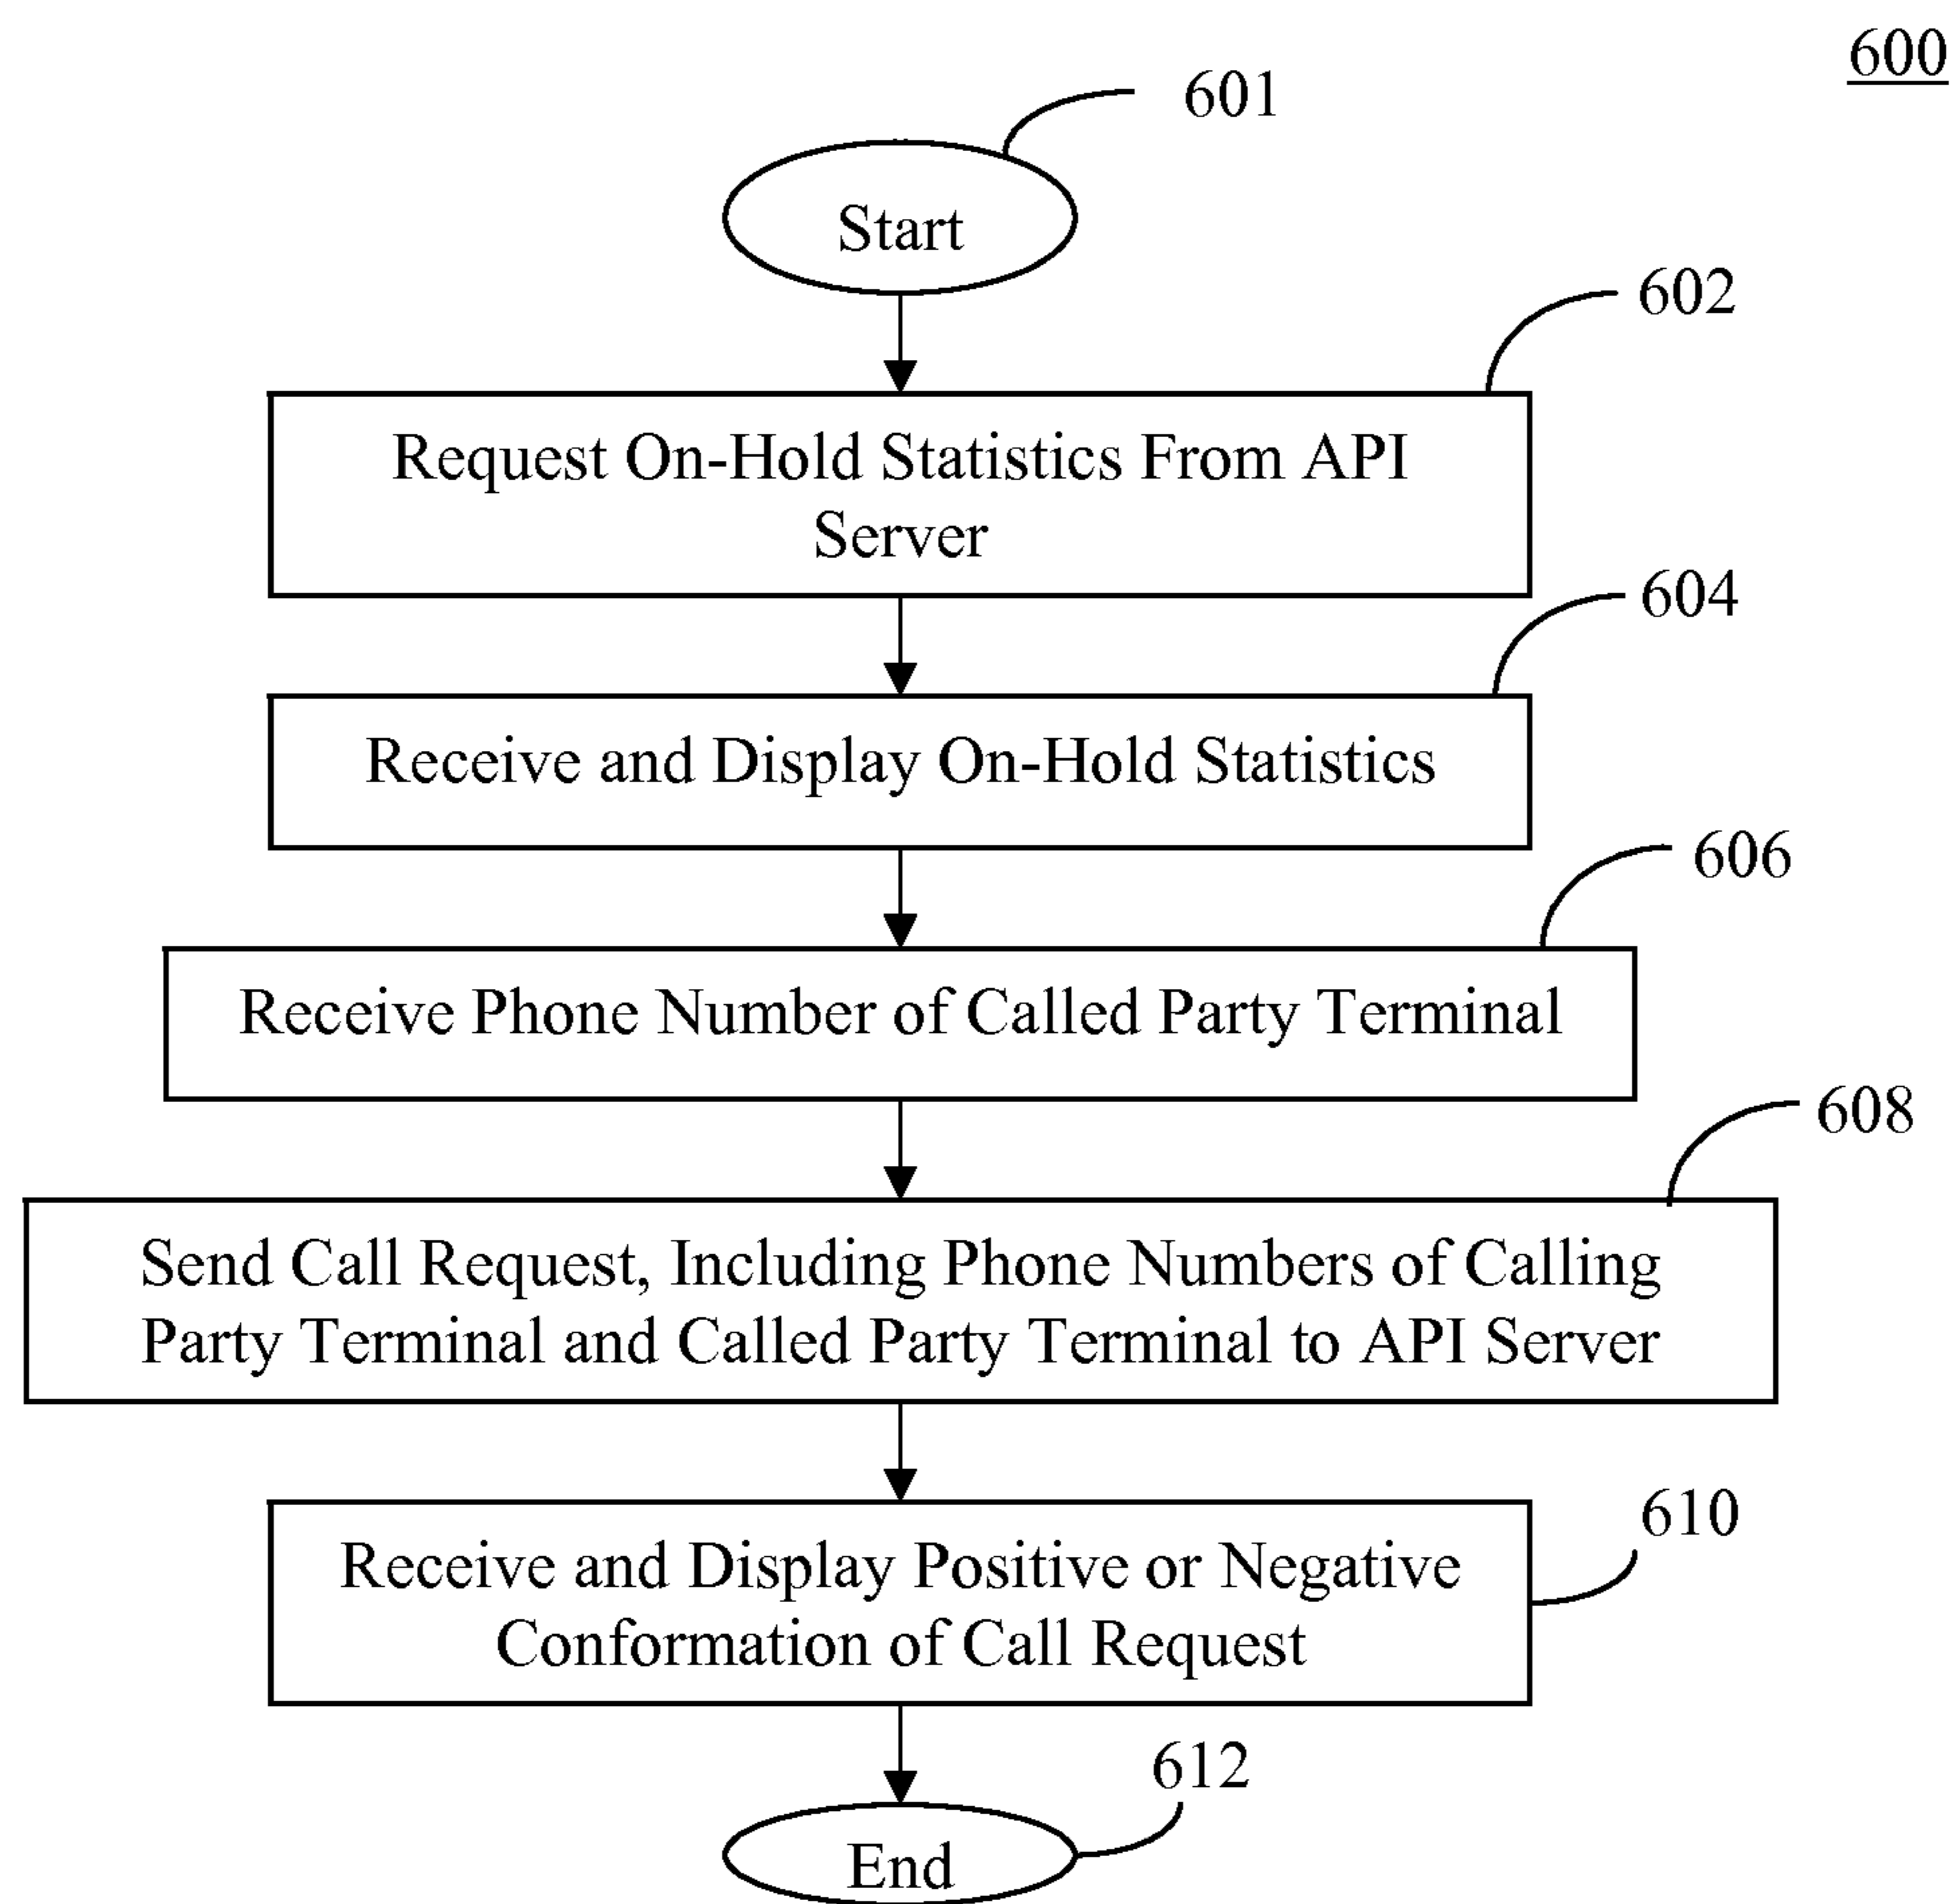 600
601
Start
602
Request On-Hold Statistics From API
Server
604
Receive and Display On-Hold Statistics
606
Receive Phone Number of Called Party Terminal
608
Send Call Request, Including Phone Numbers of Calling
Party Terminal and Called Party Terminal to API Server
610
Receive and Display Positive or Negative
Conformation of Call Request
612
End